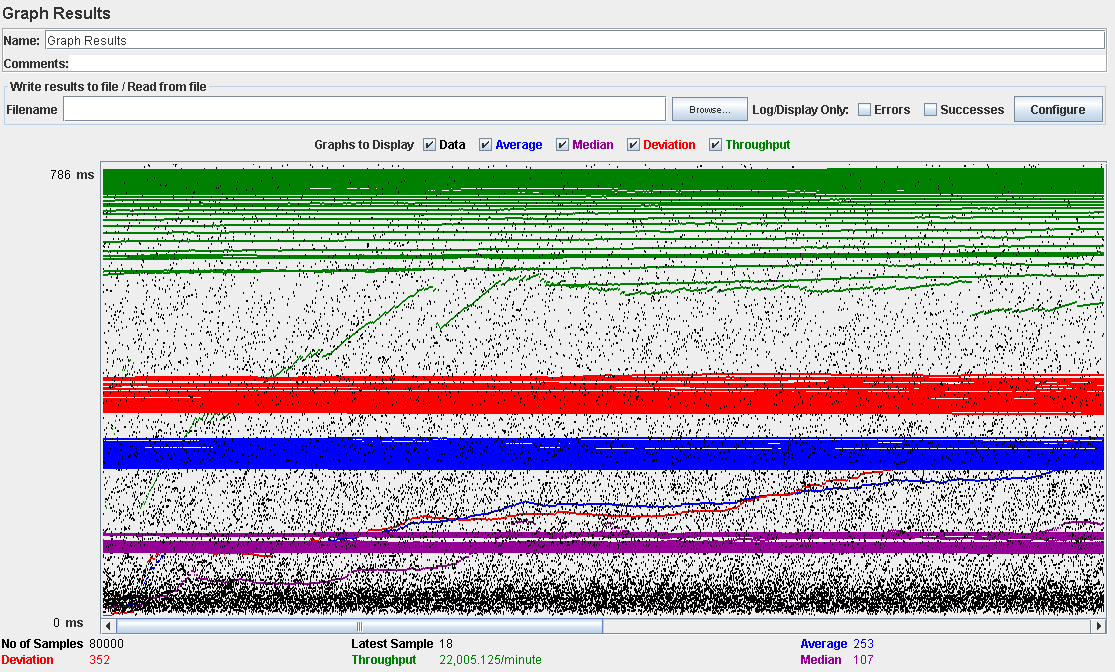 Graph Results
Name: Graph Results
Comments:
Write results to file / Read from file
Filename Browse... Log/Display Only: Errors Successes Configure
Graphs to Display Data Average Median Deviation Throughput
786 ms
0 ms
No of Samples 80000 Latest Sample 18 Average 253
Deviation 352 Throughput 22,005.125/minute Median 107